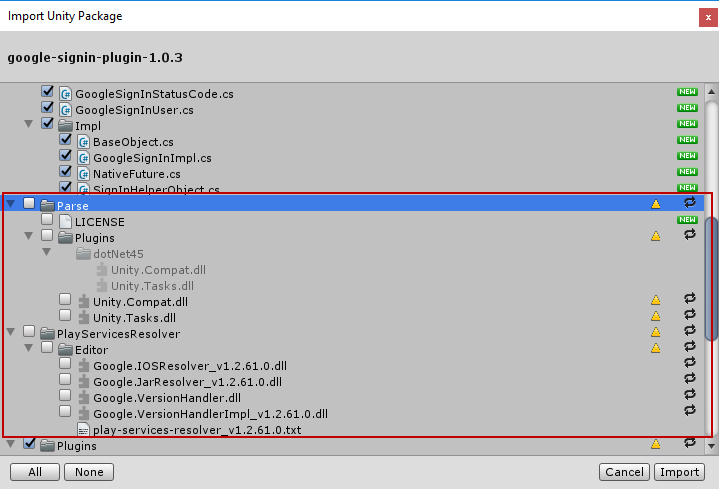 Import Unity Package
x
google-signin-plugin-1.0.3
GoogleSignInStatusCode.cs NEW
GoogleSignInUser.cs NEW
Impl NEW
BaseObject.cs NEW
GoogleSignInImpl.cs NEW
NativeFuture.cs NEW
SignInHelperObject.cs NEW
Parse
LICENSE NEW
Plugins
dotNet45
Unity.Compat.dll
Unity.Tasks.dll
Unity.Compat.dll
Unity.Tasks.dll
PlayServicesResolver
Editor
Google.IOSResolver_v1.2.61.0.dll
Google.JarResolver_v1.2.61.0.dll
Google.VersionHandler.dll
Google.VersionHandlerImpl_v1.2.61.0.dll
play-services-resolver_v1.2.61.0.txt
Plugins
All None Cancel Import